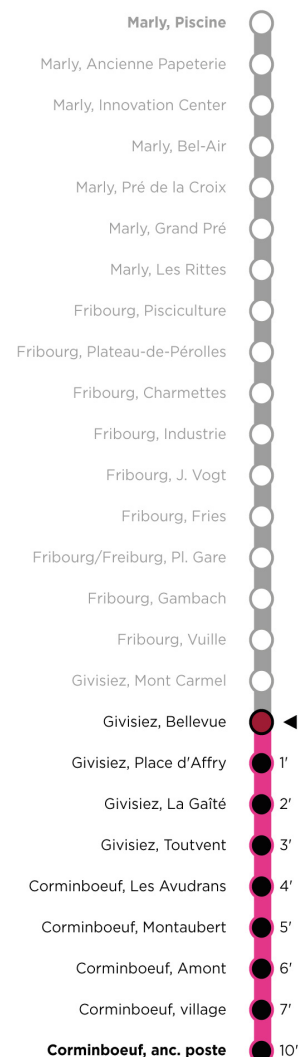 Marly, Piscine
Marly, Ancienne Papeterie
Marly, Innovation Center
Marly, Bel-Air
Marly, Pré de la Croix
Marly, Grand Pré
Marly, Les Rittes
Fribourg, Pisciculture
Fribourg, Plateau-de-Pérolles
Fribourg, Charmettes
Fribourg, Industrie
Fribourg, J. Vogt
Fribourg, Fries
Fribourg/Freiburg, Pl. Gare
Fribourg, Gambach
Fribourg, Vuille
Givisiez, Mont Carmel
Givisiez, Bellevue
Givisiez, Place d'Affry 1'
Givisiez, La Gaîté 2'
Givisiez, Toutvent 3'
Corminboeuf, Les Avudrans 4'
Corminboeuf, Montaubert 5'
Corminboeuf, Amont 6'
Corminboeuf, village 7'
Corminboeuf, anc. poste 10'